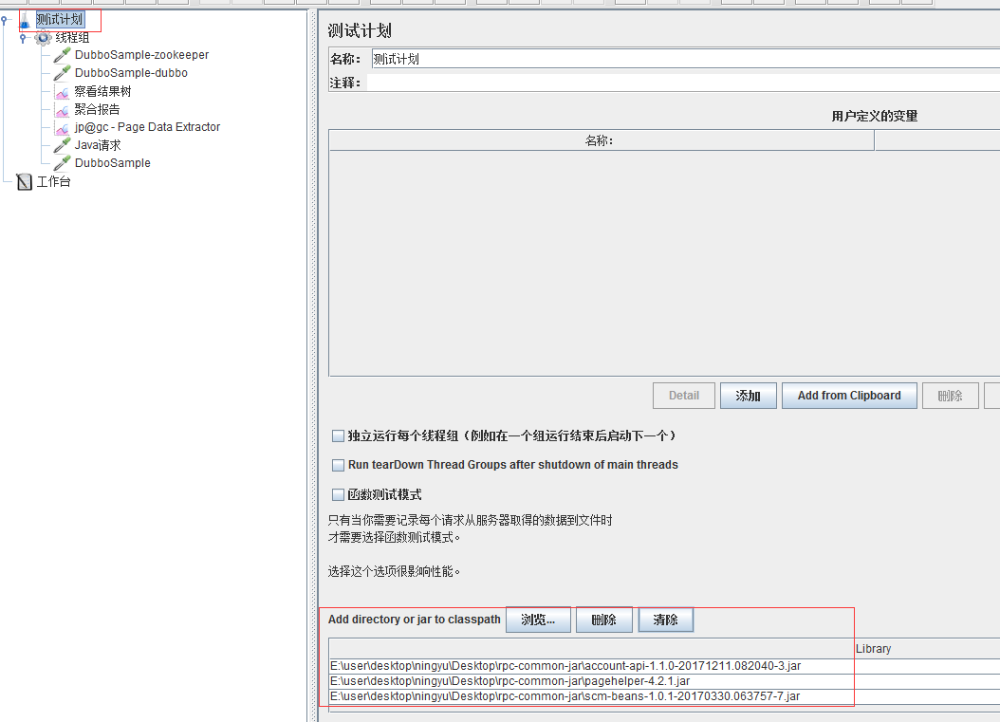 测试计划
线程组
DubboSample-zookeeper
DubboSample-dubbo
察看结果树
聚合报告
jp@gc - Page Data Extractor
Java请求
DubboSample
工作台
测试计划
名称： 测试计划
注释：
用户定义的变量
名称：
Detail 添加 Add from Clipboard 删除
独立运行每个线程组（例如在一个组运行结束后启动下一个）
Run tearDown Thread Groups after shutdown of main threads
函数测试模式
只有当你需要记录每个请求从服务器取得的数据到文件时
才需要选择函数测试模式。
选择这个选项很影响性能。
Add directory or jar to classpath 浏览... 删除 清除
Library
E:\user\desktop\ningyu\Desktop\rpc-common-jar\account-api-1.1.0-20171211.082040-3.jar
E:\user\desktop\ningyu\Desktop\rpc-common-jar\pagehelper-4.2.1.jar
E:\user\desktop\ningyu\Desktop\rpc-common-jar\scm-beans-1.0.1-20170330.063757-7.jar